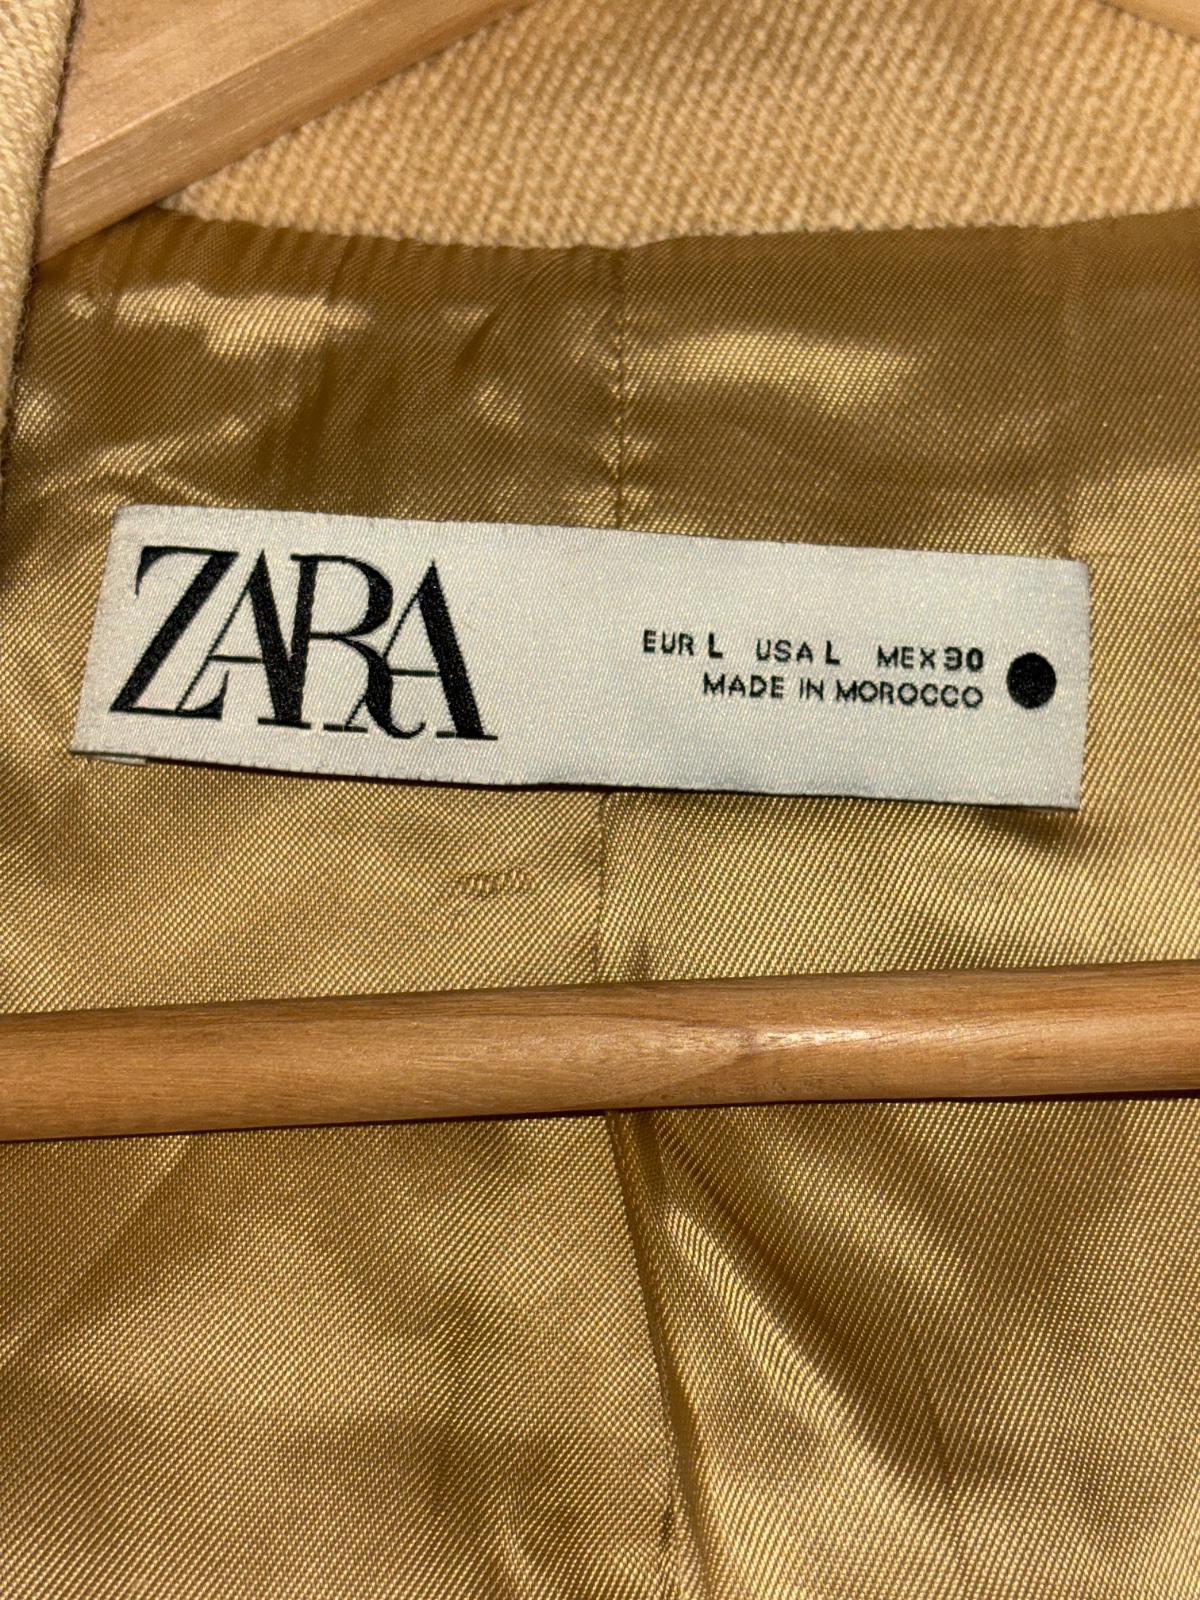 ZARA
EUR L USA L MEX 30
MADE IN MOROCCO